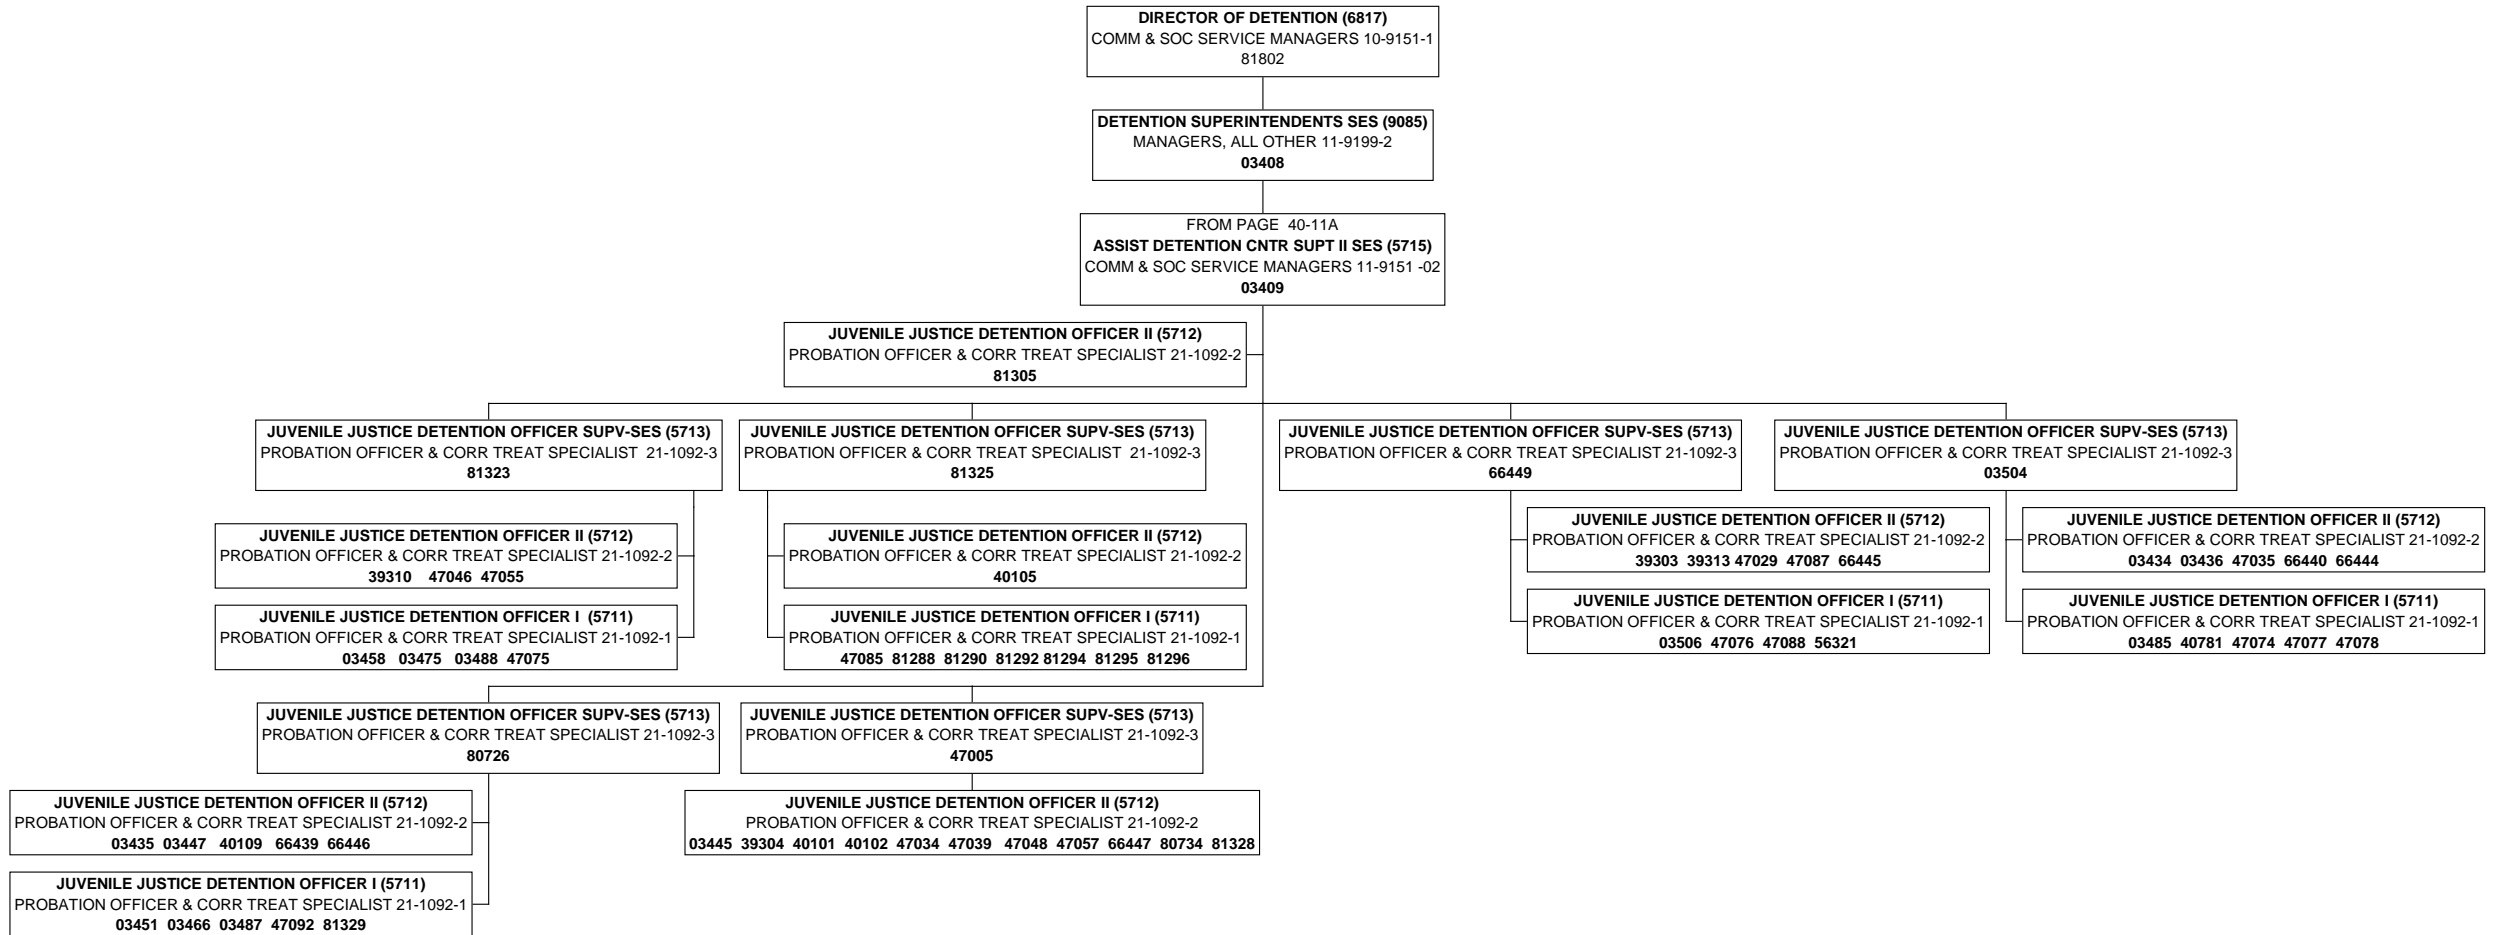 DIRECTOR OF DETENTION (6817)
COMM & SOC SERVICE MANAGERS 10-9151-1
81802
DETENTION SUPERINTENDENTS SES (9085)
MANAGERS, ALL OTHER 11-9199-2
03408
FROM PAGE 40-11A
ASSIST DETENTION CNTR SUPT II SES (5715)
COMM & SOC SERVICE MANAGERS 11-9151 -02
03409
JUVENILE JUSTICE DETENTION OFFICER II (5712)
PROBATION OFFICER & CORR TREAT SPECIALIST 21-1092-2
81305
JUVENILE JUSTICE DETENTION OFFICER SUPV-SES (5713)
PROBATION OFFICER & CORR TREAT SPECIALIST 21-1092-3
81323
JUVENILE JUSTICE DETENTION OFFICER SUPV-SES (5713)
PROBATION OFFICER & CORR TREAT SPECIALIST 21-1092-3
81325
JUVENILE JUSTICE DETENTION OFFICER SUPV-SES (5713)
PROBATION OFFICER & CORR TREAT SPECIALIST 21-1092-3
66449
JUVENILE JUSTICE DETENTION OFFICER SUPV-SES (5713)
PROBATION OFFICER & CORR TREAT SPECIALIST 21-1092-3
03504
JUVENILE JUSTICE DETENTION OFFICER II (5712)
PROBATION OFFICER & CORR TREAT SPECIALIST 21-1092-2
39310 47046 47055
JUVENILE JUSTICE DETENTION OFFICER I (5711)
PROBATION OFFICER & CORR TREAT SPECIALIST 21-1092-1
03458 03475 03488 47075
JUVENILE JUSTICE DETENTION OFFICER II (5712)
PROBATION OFFICER & CORR TREAT SPECIALIST 21-1092-2
40105
JUVENILE JUSTICE DETENTION OFFICER I (5711)
PROBATION OFFICER & CORR TREAT SPECIALIST 21-1092-1
47085 81288 81290 81292 81294 81295 81296
JUVENILE JUSTICE DETENTION OFFICER II (5712)
PROBATION OFFICER & CORR TREAT SPECIALIST 21-1092-2
39303 39313 47029 47087 66445
JUVENILE JUSTICE DETENTION OFFICER I (5711)
PROBATION OFFICER & CORR TREAT SPECIALIST 21-1092-1
03506 47076 47088 56321
JUVENILE JUSTICE DETENTION OFFICER II (5712)
PROBATION OFFICER & CORR TREAT SPECIALIST 21-1092-2
03434 03436 47035 66440 66444
JUVENILE JUSTICE DETENTION OFFICER I (5711)
PROBATION OFFICER & CORR TREAT SPECIALIST 21-1092-1
03485 40781 47074 47077 47078
JUVENILE JUSTICE DETENTION OFFICER SUPV-SES (5713)
PROBATION OFFICER & CORR TREAT SPECIALIST 21-1092-3
80726
JUVENILE JUSTICE DETENTION OFFICER SUPV-SES (5713)
PROBATION OFFICER & CORR TREAT SPECIALIST 21-1092-3
47005
JUVENILE JUSTICE DETENTION OFFICER II (5712)
PROBATION OFFICER & CORR TREAT SPECIALIST 21-1092-2
03435 03447 40109 66439 66446
JUVENILE JUSTICE DETENTION OFFICER I (5711)
PROBATION OFFICER & CORR TREAT SPECIALIST 21-1092-1
03451 03466 03487 47092 81329
JUVENILE JUSTICE DETENTION OFFICER II (5712)
PROBATION OFFICER & CORR TREAT SPECIALIST 21-1092-2
03445 39304 40101 40102 47034 47039 47048 47057 66447 80734 81328